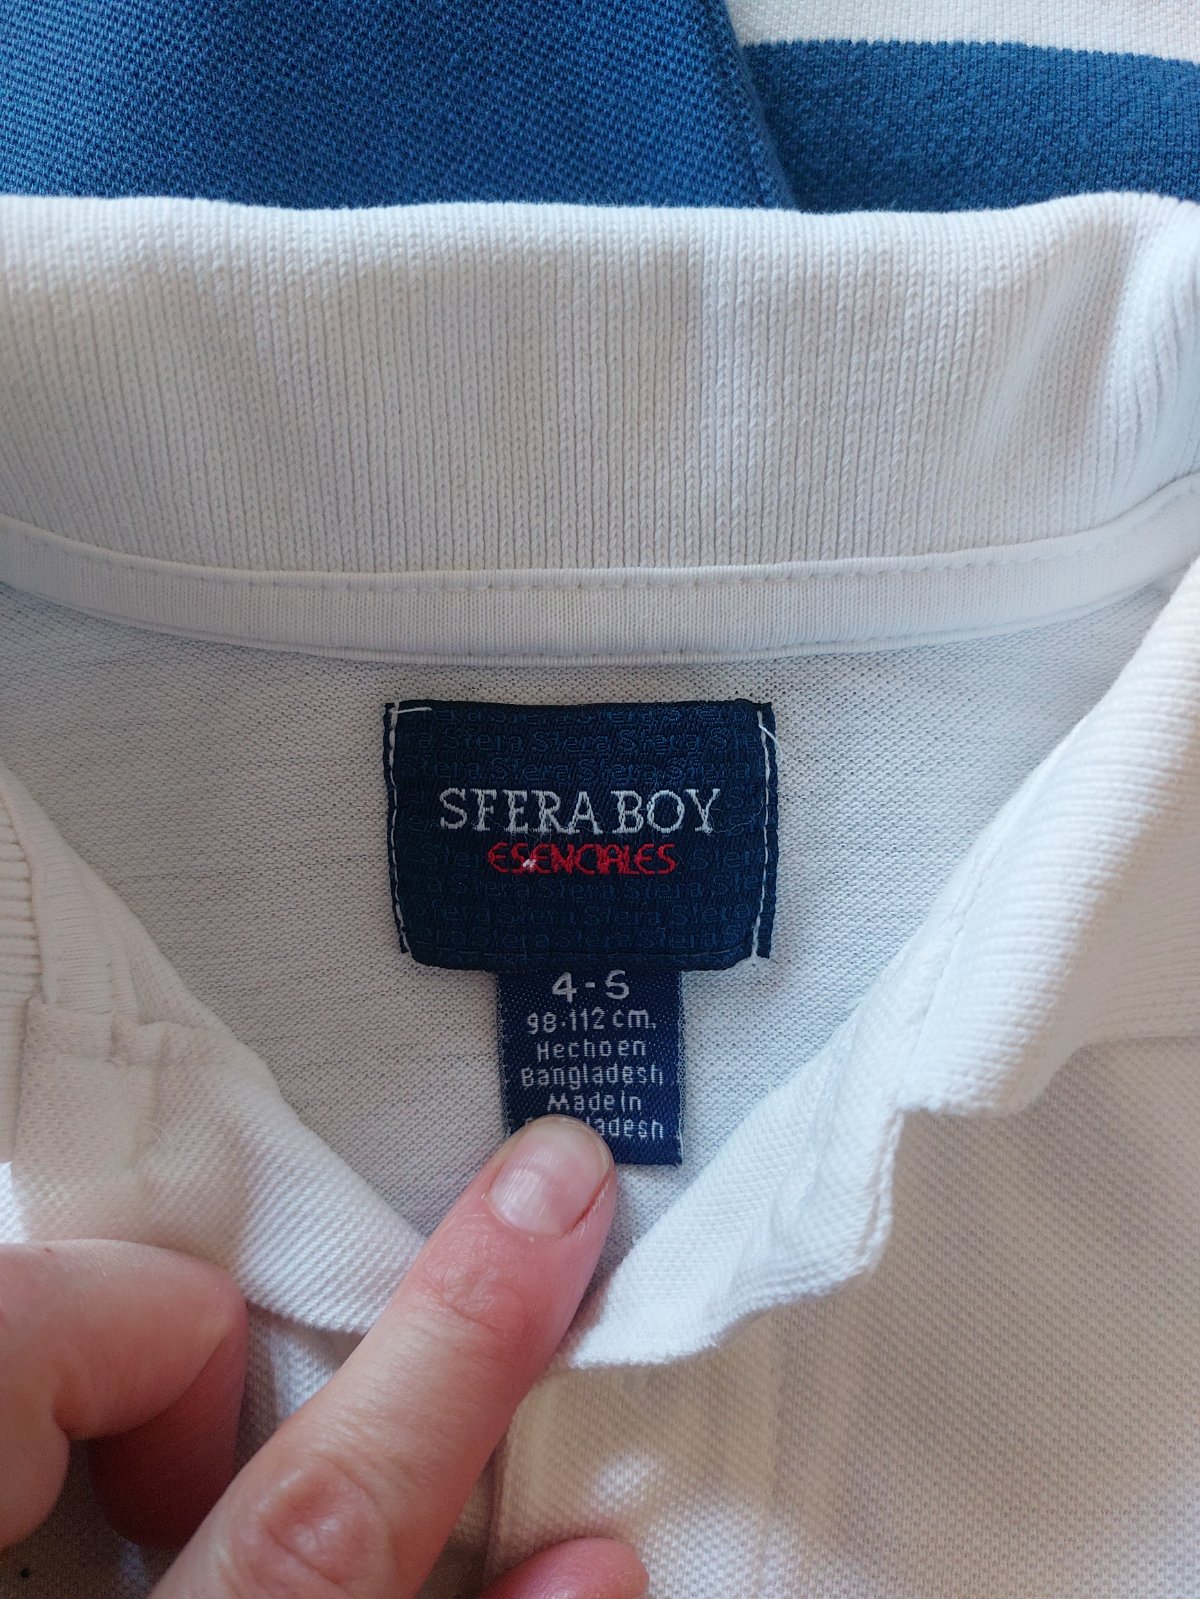 SFERA BOY
ESENCIALES
4-5
98-112 cm.
Hecho en
Bangladesh
Made in